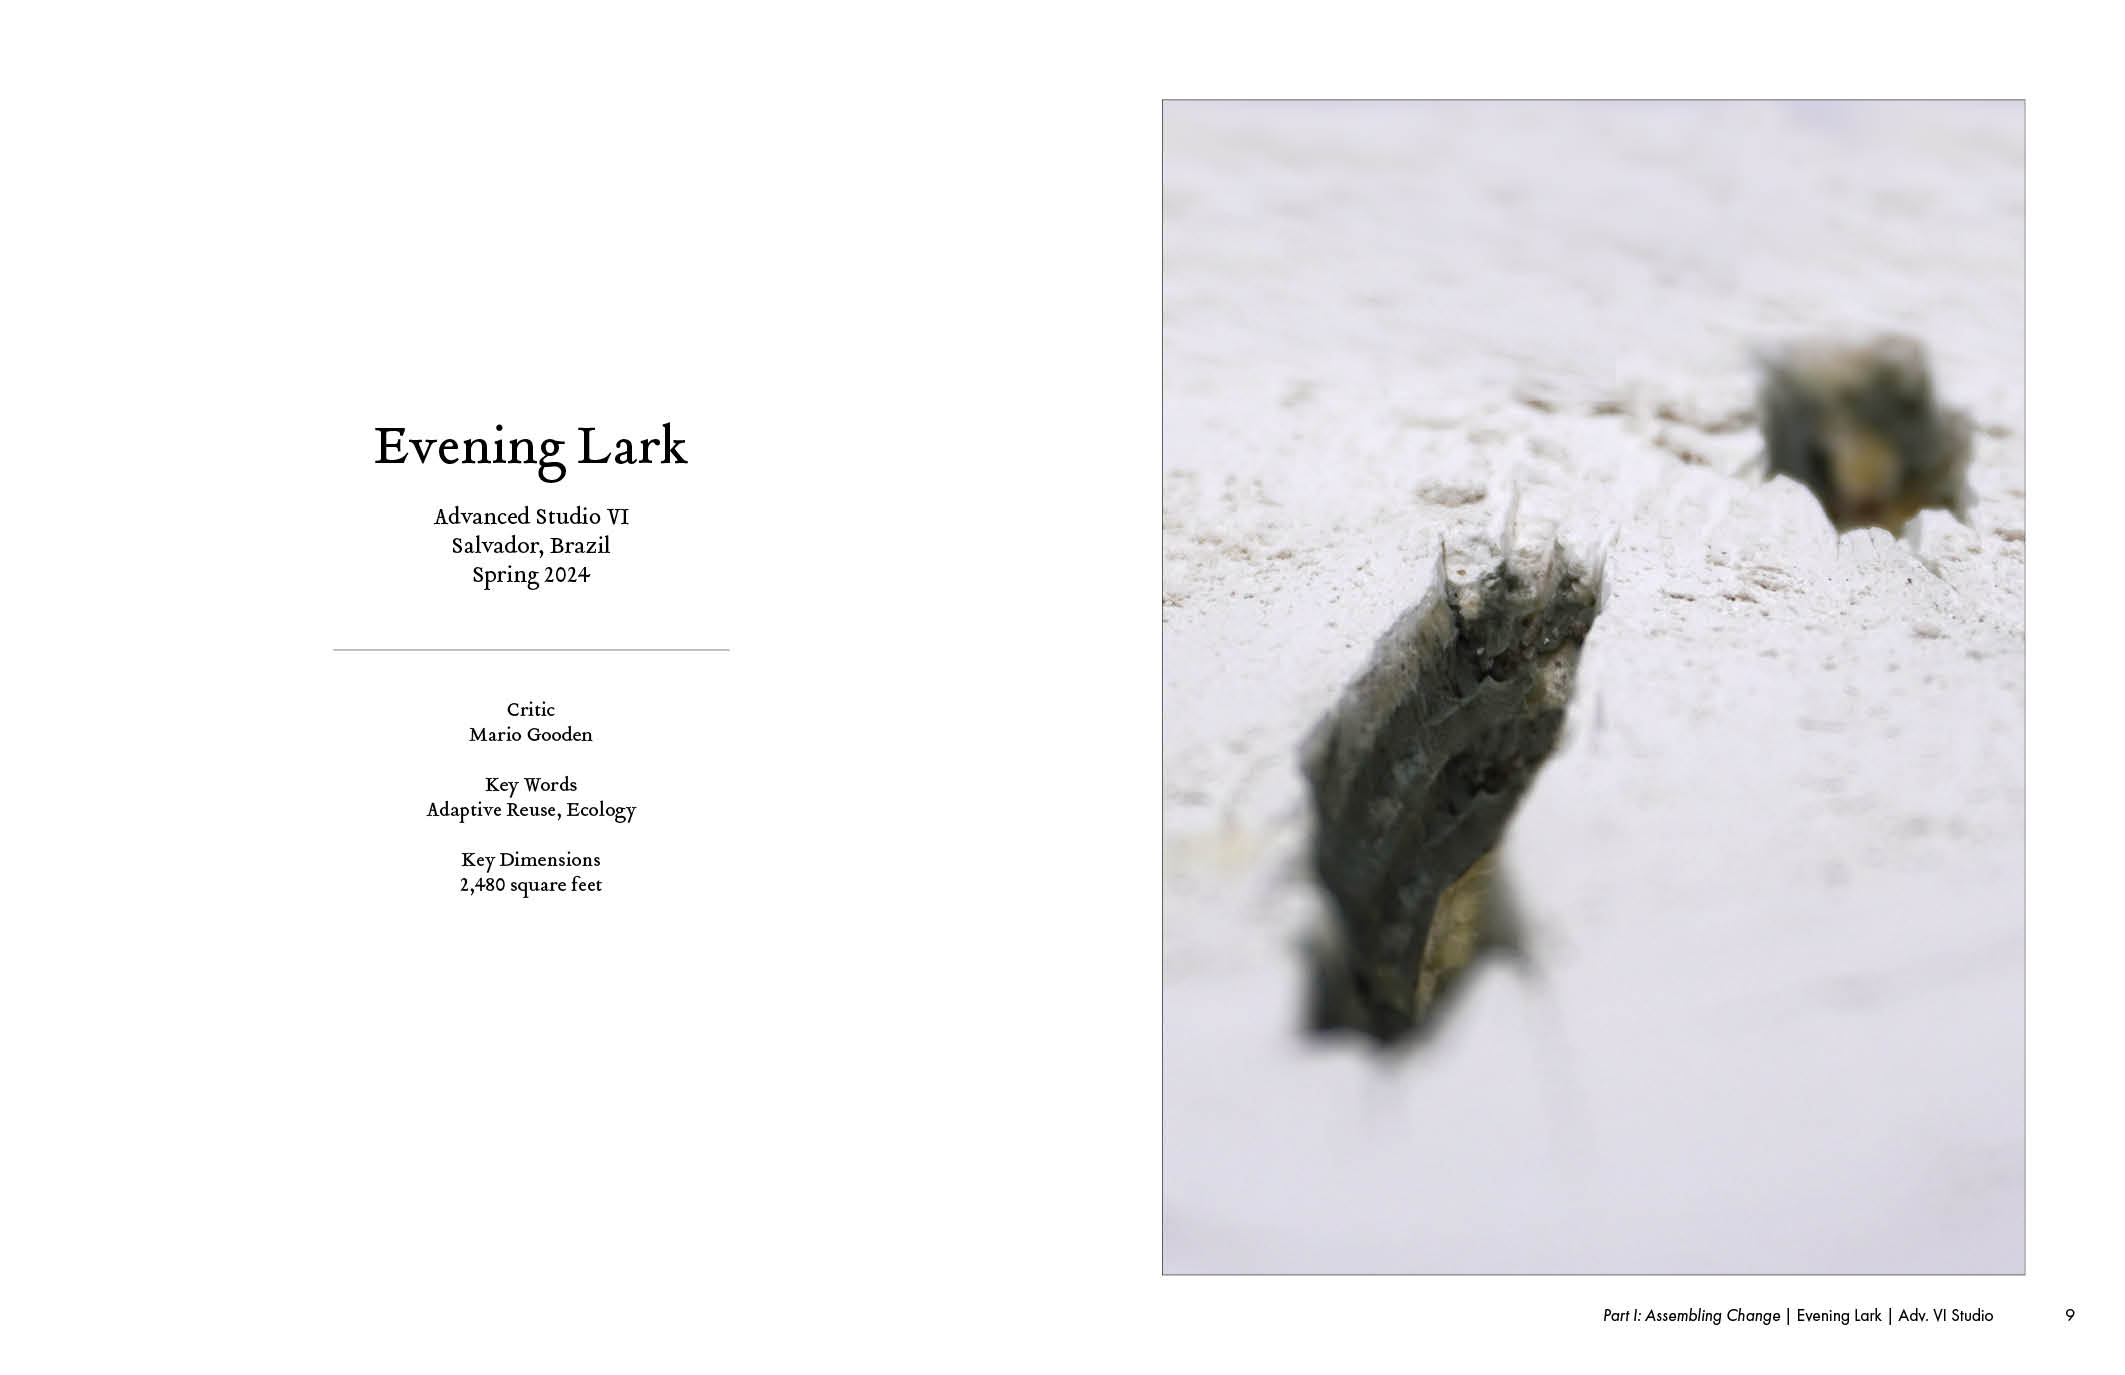 Evening Lark
Advanced Studio VI
Salvador, Brazil
Spring 2024
Critic
Mario Gooden
Key Words
Adaptive Reuse, Ecology
Key Dimensions
2,480 square feet
Part I: Assembling Change | Evening Lark | Adv. VI Studio 9